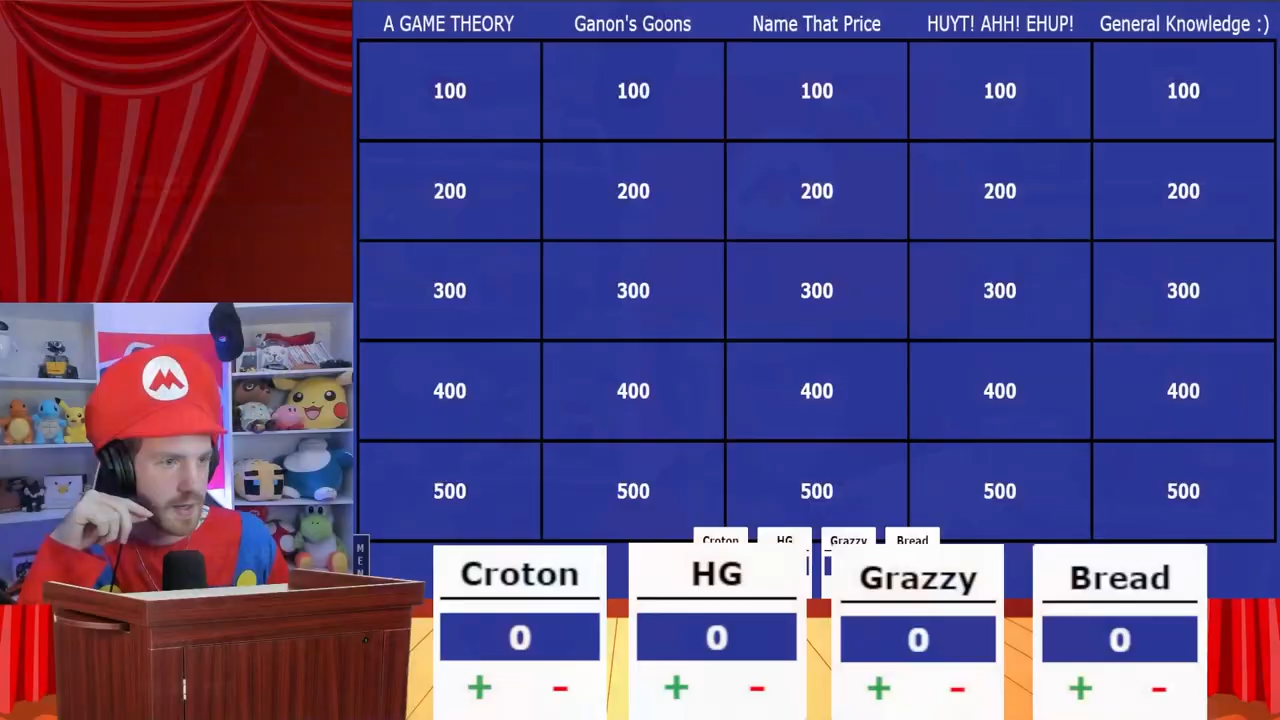 A GAME THEORY Ganon's Goons Name That Price HUYT! AHH! EHUP! General Knowledge :)
100 100 100 100 100
200 200 200 200 200
300 300 300 300 300
400 400 400 400 400
500 500 500 500 500
Croton HG Grazzy Bread
M
E
N
Croton HG Grazzy Bread
0 0 0 0
+ - + - + - + -